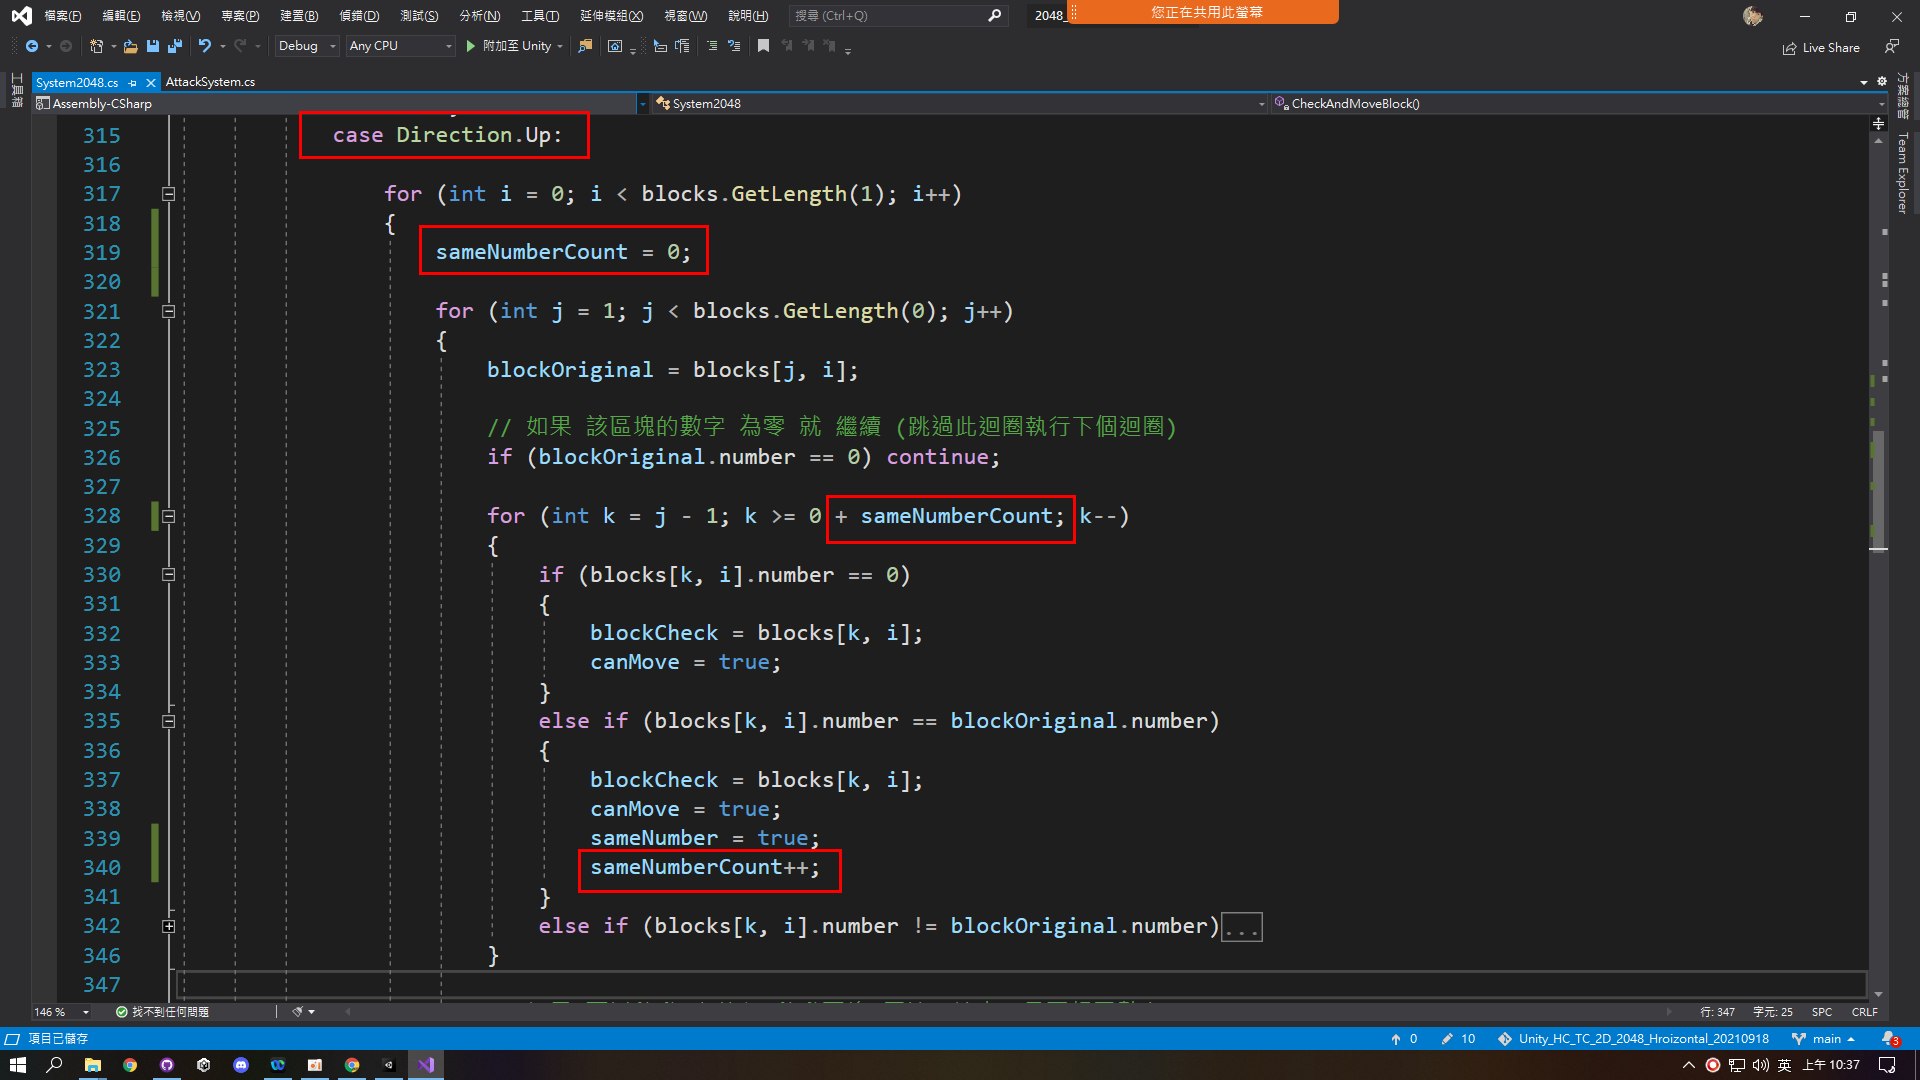 檔案(F) 編輯(E) 檢視(V) 專案(P) 建置(B) 偵錯(D) 測試(S) 分析(N) 工具(T) 延伸模組(X) 視窗(W) 說明(H) 搜尋 (Ctrl+Q) 2048_ 您正在共用此螢幕
Debug Any CPU 附加至 Unity Live Share
System2048.cs AttackSystem.cs
Assembly-CSharp System2048 CheckAndMoveBlock()
工具箱
方案總管
Team Explorer
315 case Direction.Up:
316
317 for (int i = 0; i < blocks.GetLength(1); i++)
318 {
319 sameNumberCount = 0;
320
321 for (int j = 1; j < blocks.GetLength(0); j++)
322 {
323 blockOriginal = blocks[j, i];
324
325 // 如果 該區塊的數字 為零 就 繼續 (跳過此迴圈執行下個迴圈)
326 if (blockOriginal.number == 0) continue;
327
328 for (int k = j - 1; k >= 0 + sameNumberCount; k--)
329 {
330 if (blocks[k, i].number == 0)
331 {
332 blockCheck = blocks[k, i];
333 canMove = true;
334 }
335 else if (blocks[k, i].number == blockOriginal.number)
336 {
337 blockCheck = blocks[k, i];
338 canMove = true;
339 sameNumber = true;
340 sameNumberCount++;
341 }
342 else if (blocks[k, i].number != blockOriginal.number)...
346 }
347
146 % 找不到任何問題 行: 347 字元: 25 SPC CRLF
項目已儲存 0 10 Unity_HC_TC_2D_2048_Hroizontal_20210918 main 3
英 上午 10:37